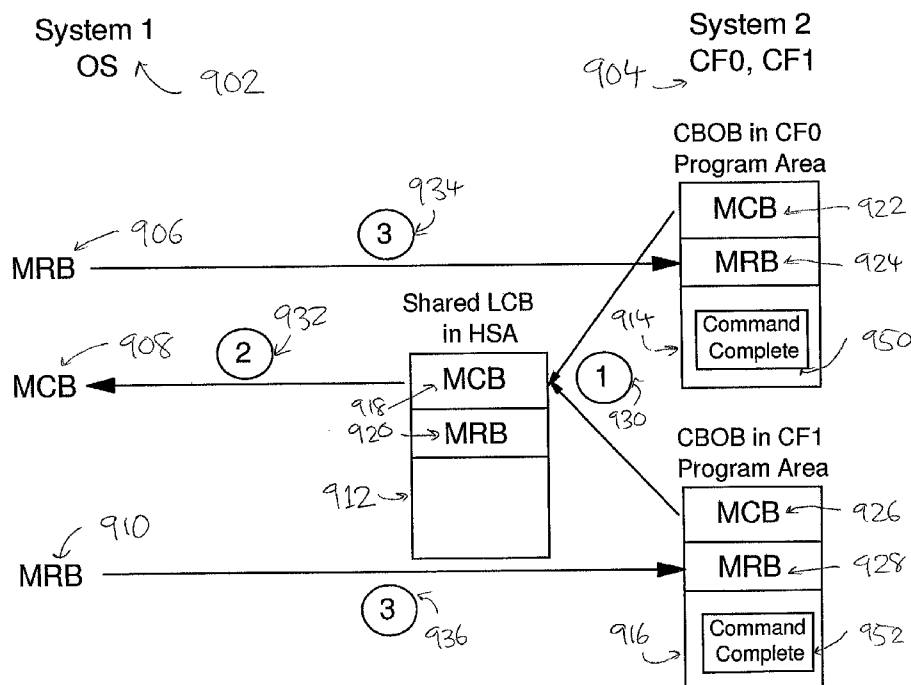 System 1
OS
902
System 2
CF0, CF1
904
CBOB in CF0
Program Area
MCB
922
MRB
924
914
Command
Complete
950
906
MRB
3
934
Shared LCB
in HSA
908
MCB
2
932
MCB
918
920
MRB
912
1
930
CBOB in CF1
Program Area
MCB
926
MRB
928
916
Command
Complete
952
910
MRB
3
936